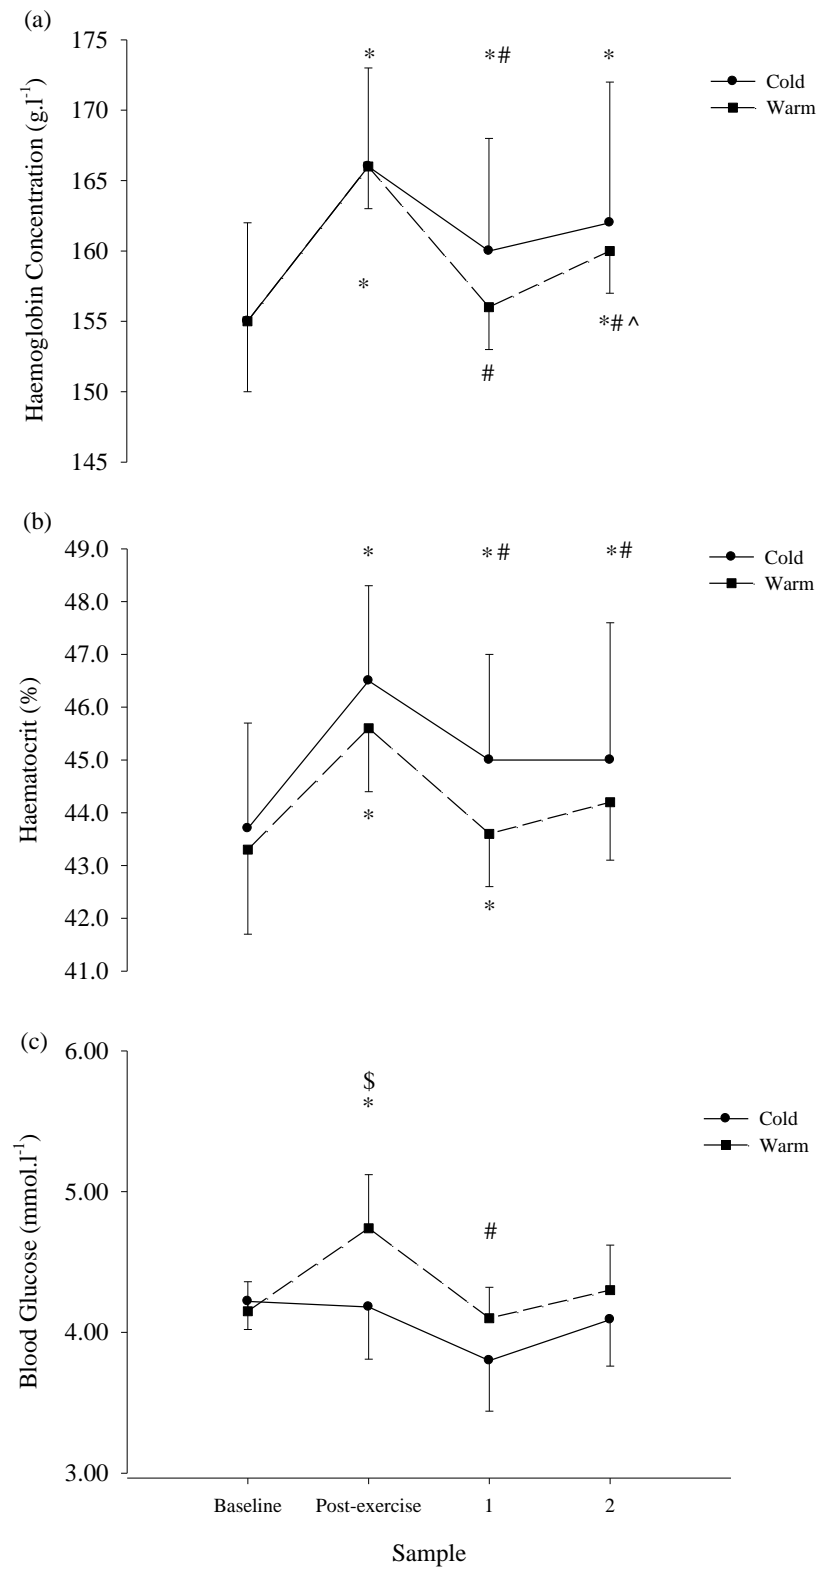 (a)
175
* *# *
Cold
170
Warm
165
160
*
155
*# ^
#
150
145
Haemoglobin Concentration (g.l-1)
(b)
49.0
* *# *#
Cold
48.0
Warm
47.0
46.0
45.0
44.0
*
43.0
*
42.0
41.0
Haematocrit (%)
(c)
6.00
$
*
Cold
Warm
5.00
#
4.00
3.00
Blood Glucose (mmol.l-1)
Baseline Post-exercise 1 2
Sample